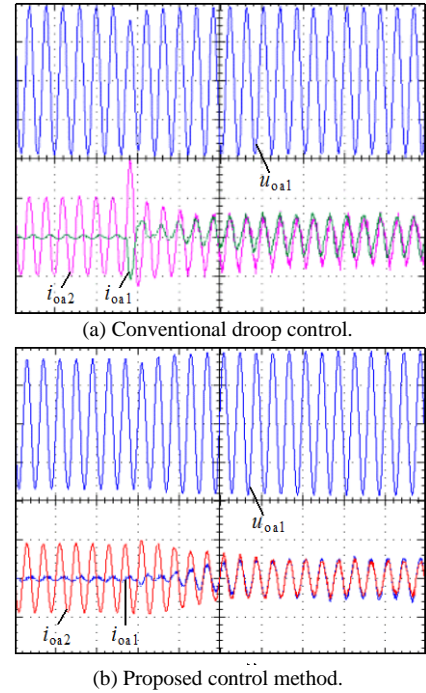 uoa1
ioa2 ioa1
(a) Conventional droop control.
uoa1
ioa2 ioa1
(b) Proposed control method.